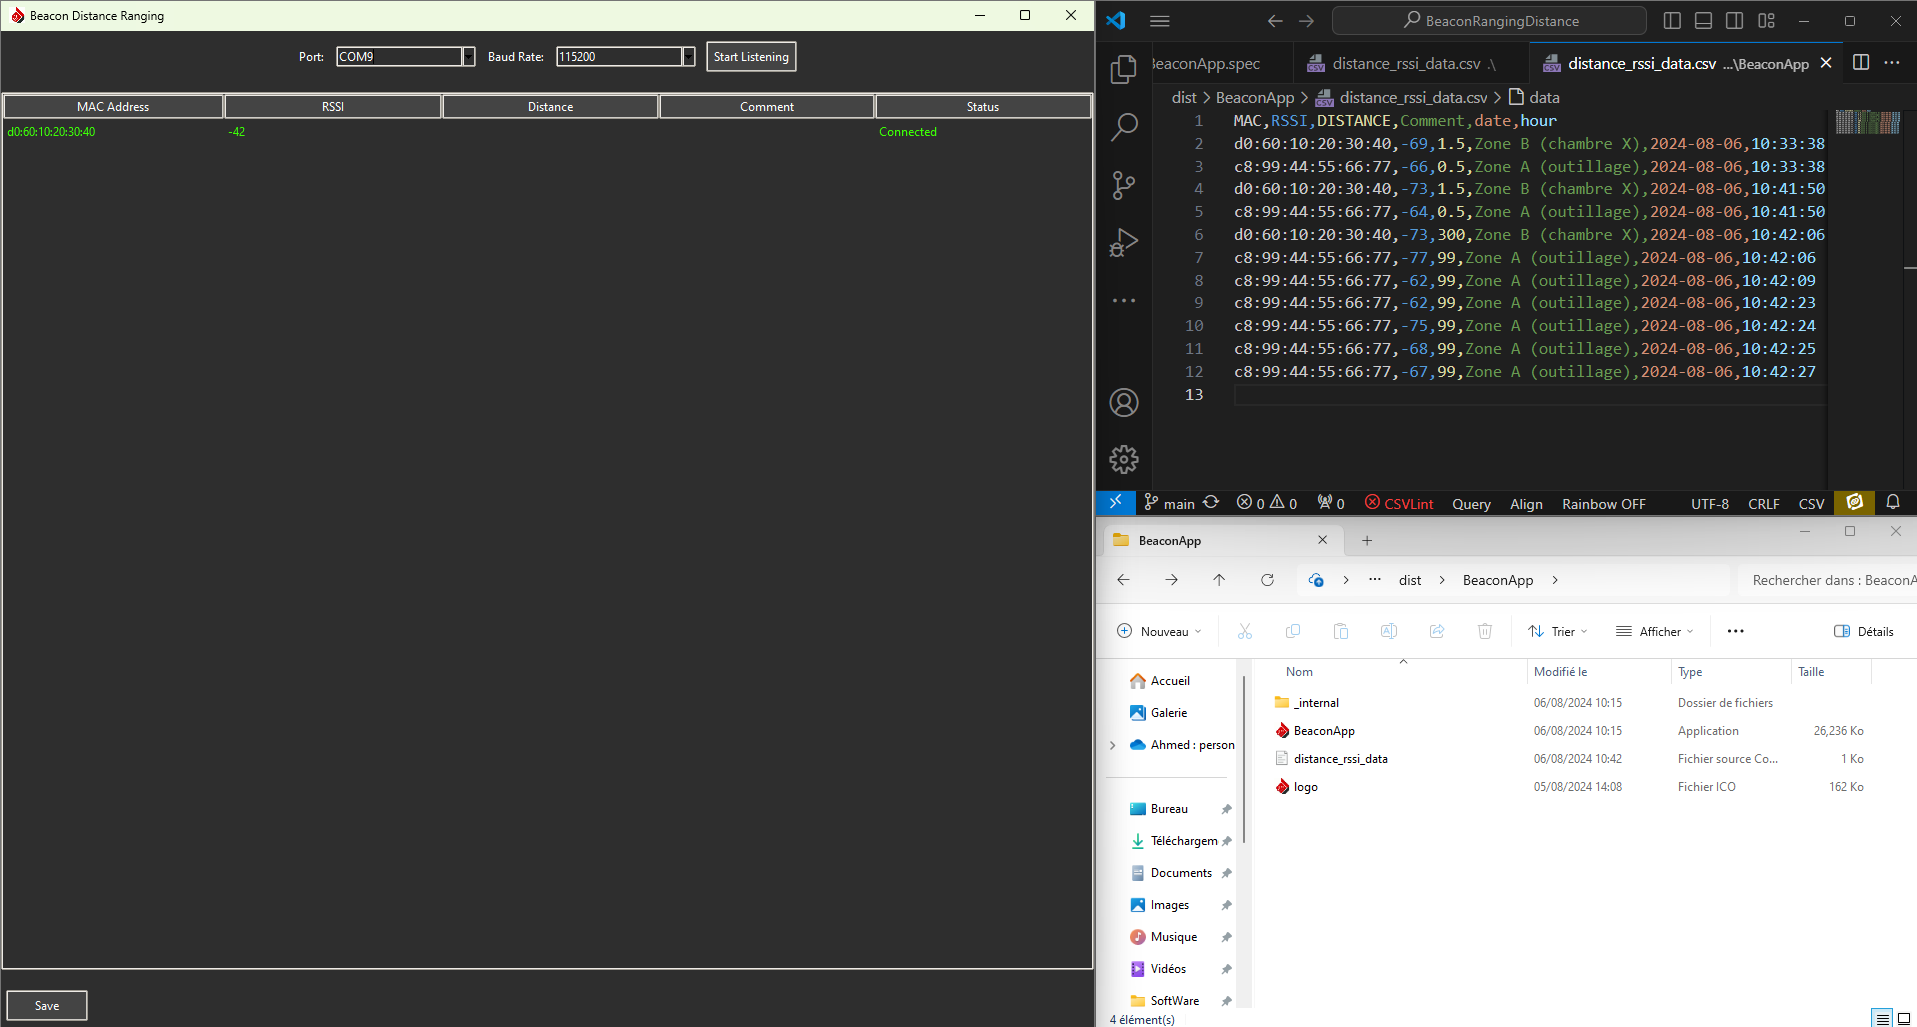 Beacon Distance Ranging
Port: COM9 Baud Rate: 115200 Start Listening
MAC Address RSSI Distance Comment Status
d0:60:10:20:30:40 -42 Connected
Save
BeaconRangingDistance
BeaconApp.spec distance_rssi_data.csv .\ distance_rssi_data.csv ...\BeaconApp
dist > BeaconApp > distance_rssi_data.csv > data
1 MAC,RSSI,DISTANCE,Comment,date,hour
2 d0:60:10:20:30:40,-69,1.5,Zone B (chambre X),2024-08-06,10:33:38
3 c8:99:44:55:66:77,-66,0.5,Zone A (outillage),2024-08-06,10:33:38
4 d0:60:10:20:30:40,-73,1.5,Zone B (chambre X),2024-08-06,10:41:50
5 c8:99:44:55:66:77,-64,0.5,Zone A (outillage),2024-08-06,10:41:50
6 d0:60:10:20:30:40,-73,300,Zone B (chambre X),2024-08-06,10:42:06
7 c8:99:44:55:66:77,-77,99,Zone A (outillage),2024-08-06,10:42:06
8 c8:99:44:55:66:77,-62,99,Zone A (outillage),2024-08-06,10:42:09
9 c8:99:44:55:66:77,-62,99,Zone A (outillage),2024-08-06,10:42:23
10 c8:99:44:55:66:77,-75,99,Zone A (outillage),2024-08-06,10:42:24
11 c8:99:44:55:66:77,-68,99,Zone A (outillage),2024-08-06,10:42:25
12 c8:99:44:55:66:77,-67,99,Zone A (outillage),2024-08-06,10:42:27
13
main 0 0 0 CSVLint Query Align Rainbow OFF UTF-8 CRLF CSV
BeaconApp
... dist > BeaconApp > Rechercher dans : BeaconA
Nouveau Trier Afficher ... Détails
Nom Modifié le Type Taille
_internal 06/08/2024 10:15 Dossier de fichiers
BeaconApp 06/08/2024 10:15 Application 26,236 Ko
distance_rssi_data 06/08/2024 10:42 Fichier source Co... 1 Ko
logo 05/08/2024 14:08 Fichier ICO 162 Ko
Accueil
Galerie
Ahmed : person
Bureau
Téléchargem
Documents
Images
Musique
Vidéos
SoftWare
4 élément(s)